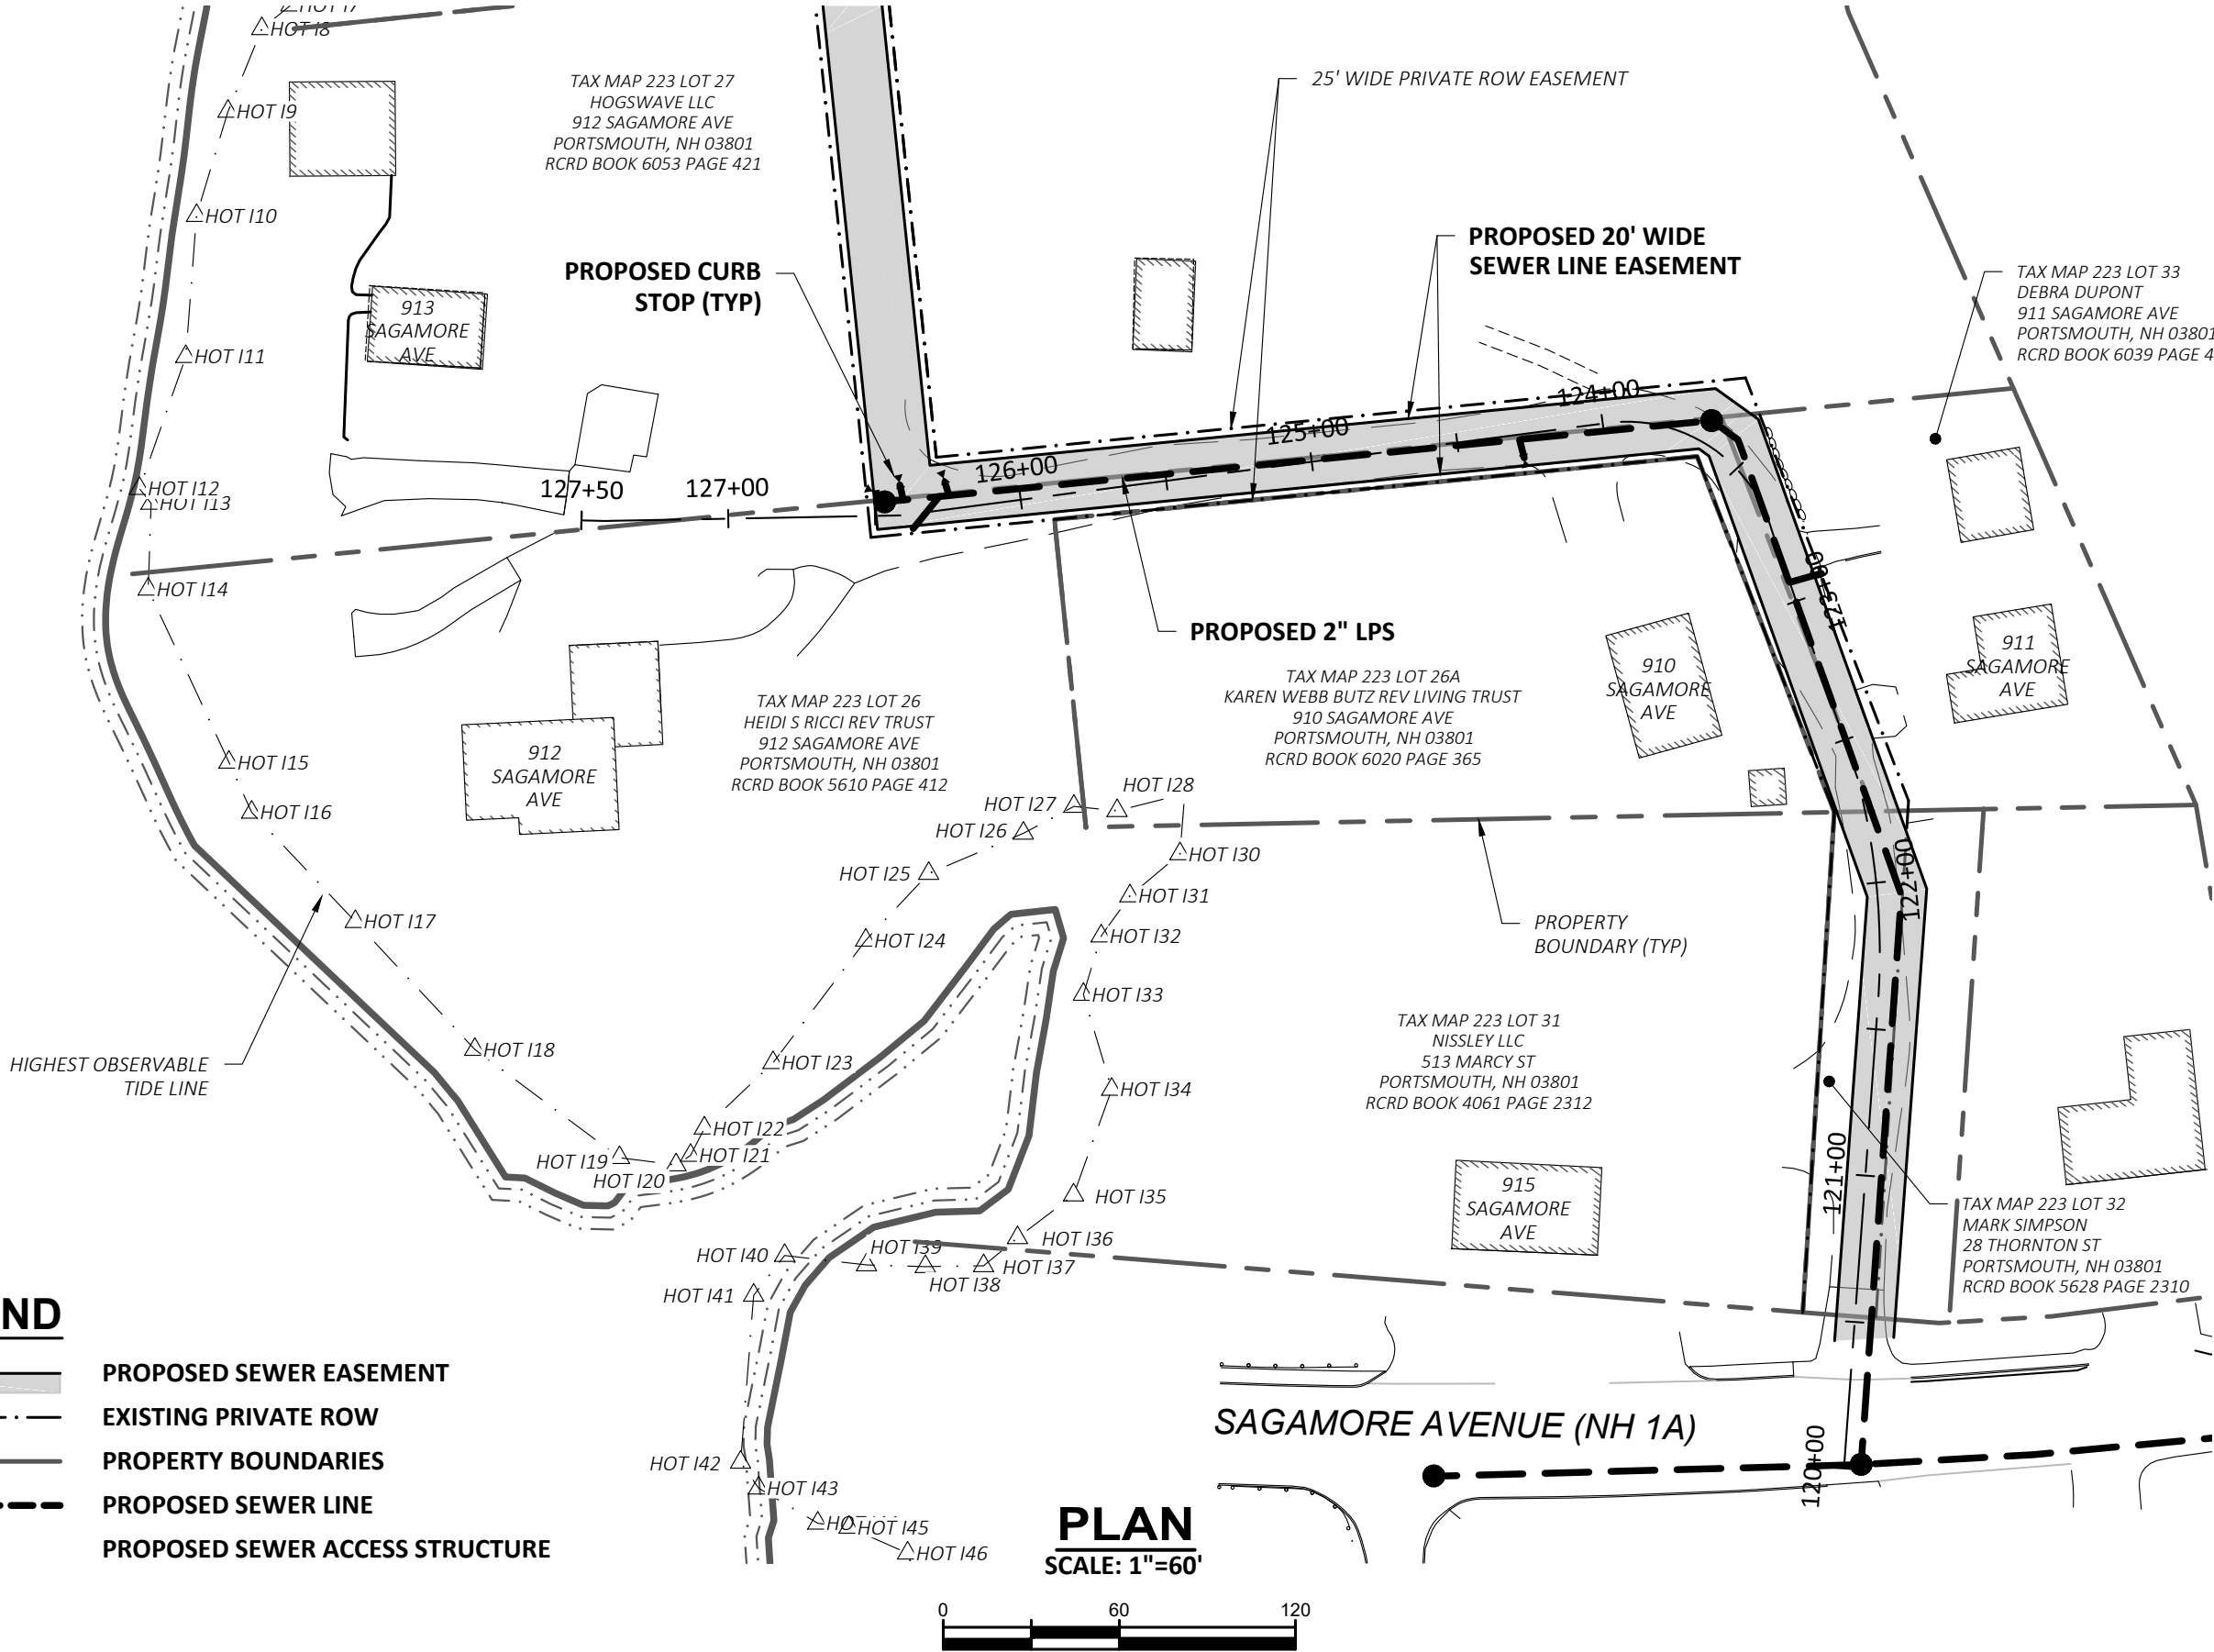 HOT I8
HOT I9
HOT I10
HOT I11
HOT I12
HOT I13
HOT I14
HOT I15
HOT I16
HOT I17
HOT I18
HOT I19
HOT I20
HOT I21
HOT I22
HOT I23
HOT I24
HOT I25
HOT I26
HOT I27
HOT I28
HOT I30
HOT I31
HOT I32
HOT I33
HOT I34
HOT I35
HOT I36
HOT I37
HOT I38
HOT I39
HOT I40
HOT I41
HOT I42
HOT I43
HOT I45
HOT I46
TAX MAP 223 LOT 27
HOGSWAVE LLC
912 SAGAMORE AVE
PORTSMOUTH, NH 03801
RCRD BOOK 6053 PAGE 421
25' WIDE PRIVATE ROW EASEMENT
PROPOSED 20' WIDE
SEWER LINE EASEMENT
PROPOSED CURB
STOP (TYP)
TAX MAP 223 LOT 33
DEBRA DUPONT
911 SAGAMORE AVE
PORTSMOUTH, NH 03801
RCRD BOOK 6039 PAGE 4
913
SAGAMORE
AVE
127+50
127+00
126+00
125+00
124+00
123+00
122+00
121+00
120+00
PROPOSED 2" LPS
TAX MAP 223 LOT 26A
KAREN WEBB BUTZ REV LIVING TRUST
910 SAGAMORE AVE
PORTSMOUTH, NH 03801
RCRD BOOK 6020 PAGE 365
910
SAGAMORE
AVE
911
SAGAMORE
AVE
TAX MAP 223 LOT 26
HEIDI S RICCI REV TRUST
912 SAGAMORE AVE
PORTSMOUTH, NH 03801
RCRD BOOK 5610 PAGE 412
912
SAGAMORE
AVE
PROPERTY
BOUNDARY (TYP)
HIGHEST OBSERVABLE
TIDE LINE
TAX MAP 223 LOT 31
NISSLEY LLC
513 MARCY ST
PORTSMOUTH, NH 03801
RCRD BOOK 4061 PAGE 2312
915
SAGAMORE
AVE
TAX MAP 223 LOT 32
MARK SIMPSON
28 THORNTON ST
PORTSMOUTH, NH 03801
RCRD BOOK 5628 PAGE 2310
SAGAMORE AVENUE (NH 1A)
ND
PROPOSED SEWER EASEMENT
EXISTING PRIVATE ROW
PROPERTY BOUNDARIES
PROPOSED SEWER LINE
PROPOSED SEWER ACCESS STRUCTURE
PLAN
SCALE: 1"=60'
0 60 120